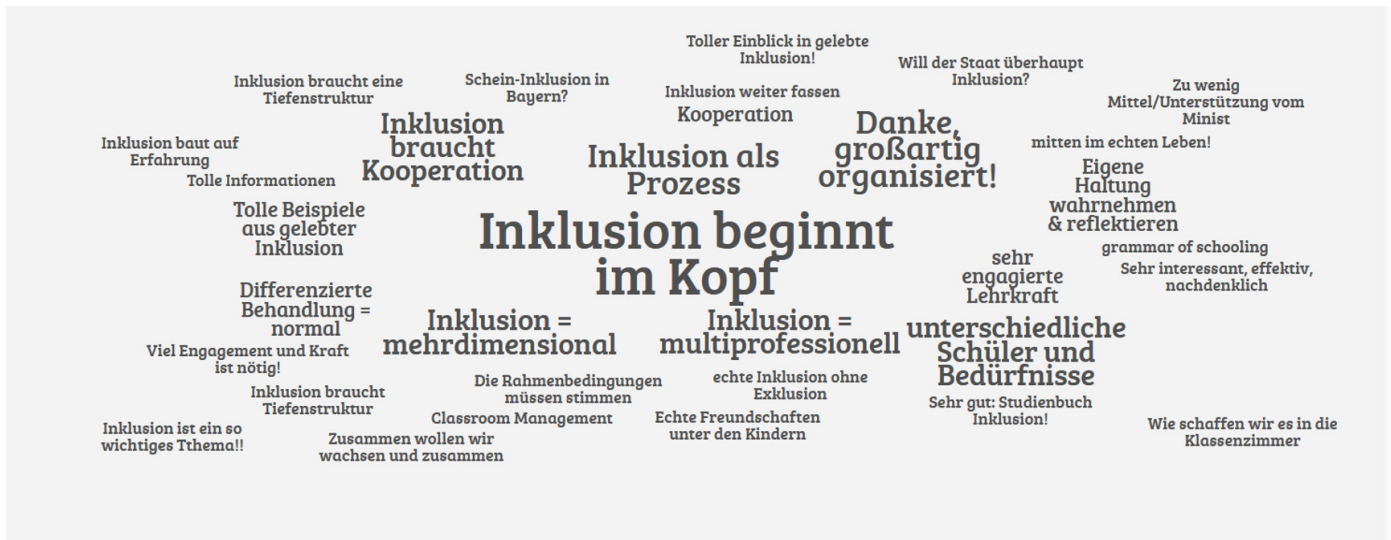 Toller Einblick in gelebte
Inklusion!
Will der Staat überhaupt
Inklusion?
Inklusion braucht eine
Tiefenstruktur
Schein-Inklusion in
Bayern?
Inklusion weiter fassen
Zu wenig
Mittel/Unterstützung vom
Minist
Kooperation
Inklusion
braucht
Kooperation
Danke,
großartig
organisiert!
Inklusion baut auf
Erfahrung
mitten im echten Leben!
Inklusion als
Prozess
Eigene
Haltung
wahrnehmen
& reflektieren
Tolle Informationen
Tolle Beispiele
aus gelebter
Inklusion
Inklusion beginnt
im Kopf
grammar of schooling
sehr
engagierte
Lehrkraft
Sehr interessant, effektiv,
nachdenklich
Differenzierte
Behandlung =
normal
Inklusion =
mehrdimensional
Inklusion =
multiprofessionell
unterschiedliche
Schüler und
Bedürfnisse
Viel Engagement und Kraft
ist nötig!
Die Rahmenbedingungen
müssen stimmen
echte Inklusion ohne
Exklusion
Inklusion braucht
Tiefenstruktur
Sehr gut: Studienbuch
Inklusion!
Classroom Management
Echte Freundschaften
unter den Kindern
Wie schaffen wir es in die
Klassenzimmer
Inklusion ist ein so
wichtiges Tthema!!
Zusammen wollen wir
wachsen und zusammen